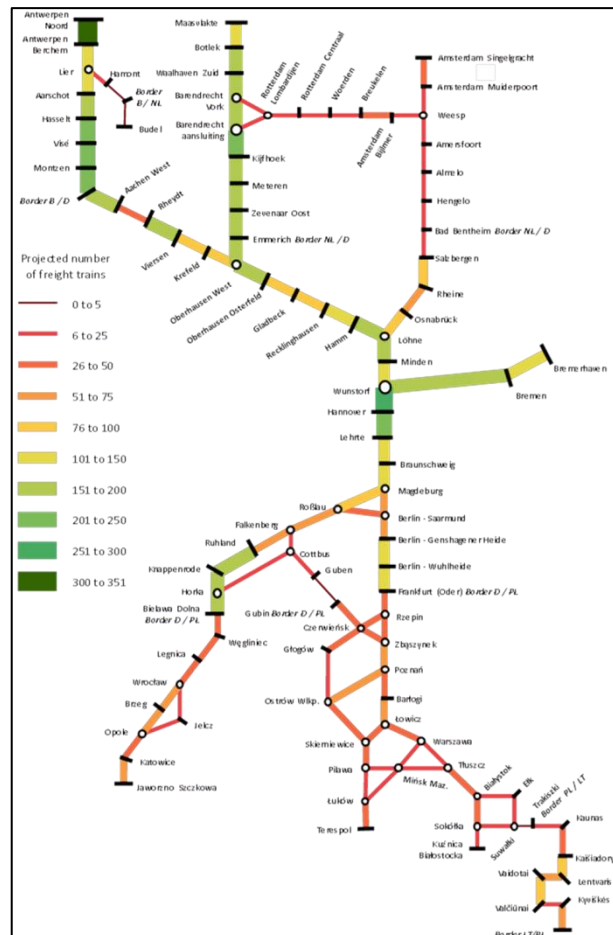 Antwerpen
Noord
Antwerpen
Berchem
Lier
Hamont
Border
B / NL
Budel
Aarschot
Hasselt
Visé
Montzen
Border B / D
Aachen West
Rheydt
Viersen
Krefeld
Oberhausen West
Oberhausen Osterfeld
Gladbeck
Recklinghausen
Hamm
Maasvlakte
Botlek
Waalhaven Zuid
Barendrecht
Vork
Barendrecht
aansluiting
Kijfhoek
Meteren
Zevenaar Oost
Emmerich Border NL / D
Rotterdam
Lombardijen
Rotterdam Centraal
Woerden
Breukelen
Amsterdam
Bijlmer
Amsterdam Singelgracht
Amsterdam Muiderpoort
Weesp
Amersfoort
Almelo
Hengelo
Bad Bentheim Border NL / D
Salzbergen
Rheine
Osnabrück
Löhne
Minden
Wunstorf
Bremerhaven
Bremen
Hannover
Lehrte
Braunschweig
Magdeburg
Roßlau
Berlin - Saarmund
Berlin - Genshagener Heide
Berlin - Wuhlheide
Frankfurt (Oder) Border D / PL
Projected number
of freight trains
0 to 5
6 to 25
26 to 50
51 to 75
76 to 100
101 to 150
151 to 200
201 to 250
251 to 300
300 to 351
Falkenberg
Ruhland
Knappenrode
Horka
Bielawa Dolna
Border D / PL
Cottbus
Guben
Gubin Border D / PL
Czerwieńsk
Rzepin
Zbąszynek
Głogów
Poznań
Ostrów Wlkp.
Barłogi
Łowicz
Węgliniec
Legnica
Wrocław
Brzeg
Jelcz
Opole
Katowice
Jaworzno Szczkowa
Skierniewice
Warszawa
Pilawa
Mińsk Maz.
Tłuszcz
Łuków
Terespol
Białystok
Ełk
Trakiszki
Border PL / LT
Sokółka
Suwałki
Kuźnica
Białostocka
Kaunas
Kaišiadorys
Vaidotai
Lentvaris
Valčiūnai
Kyviškės
Border LT/BY